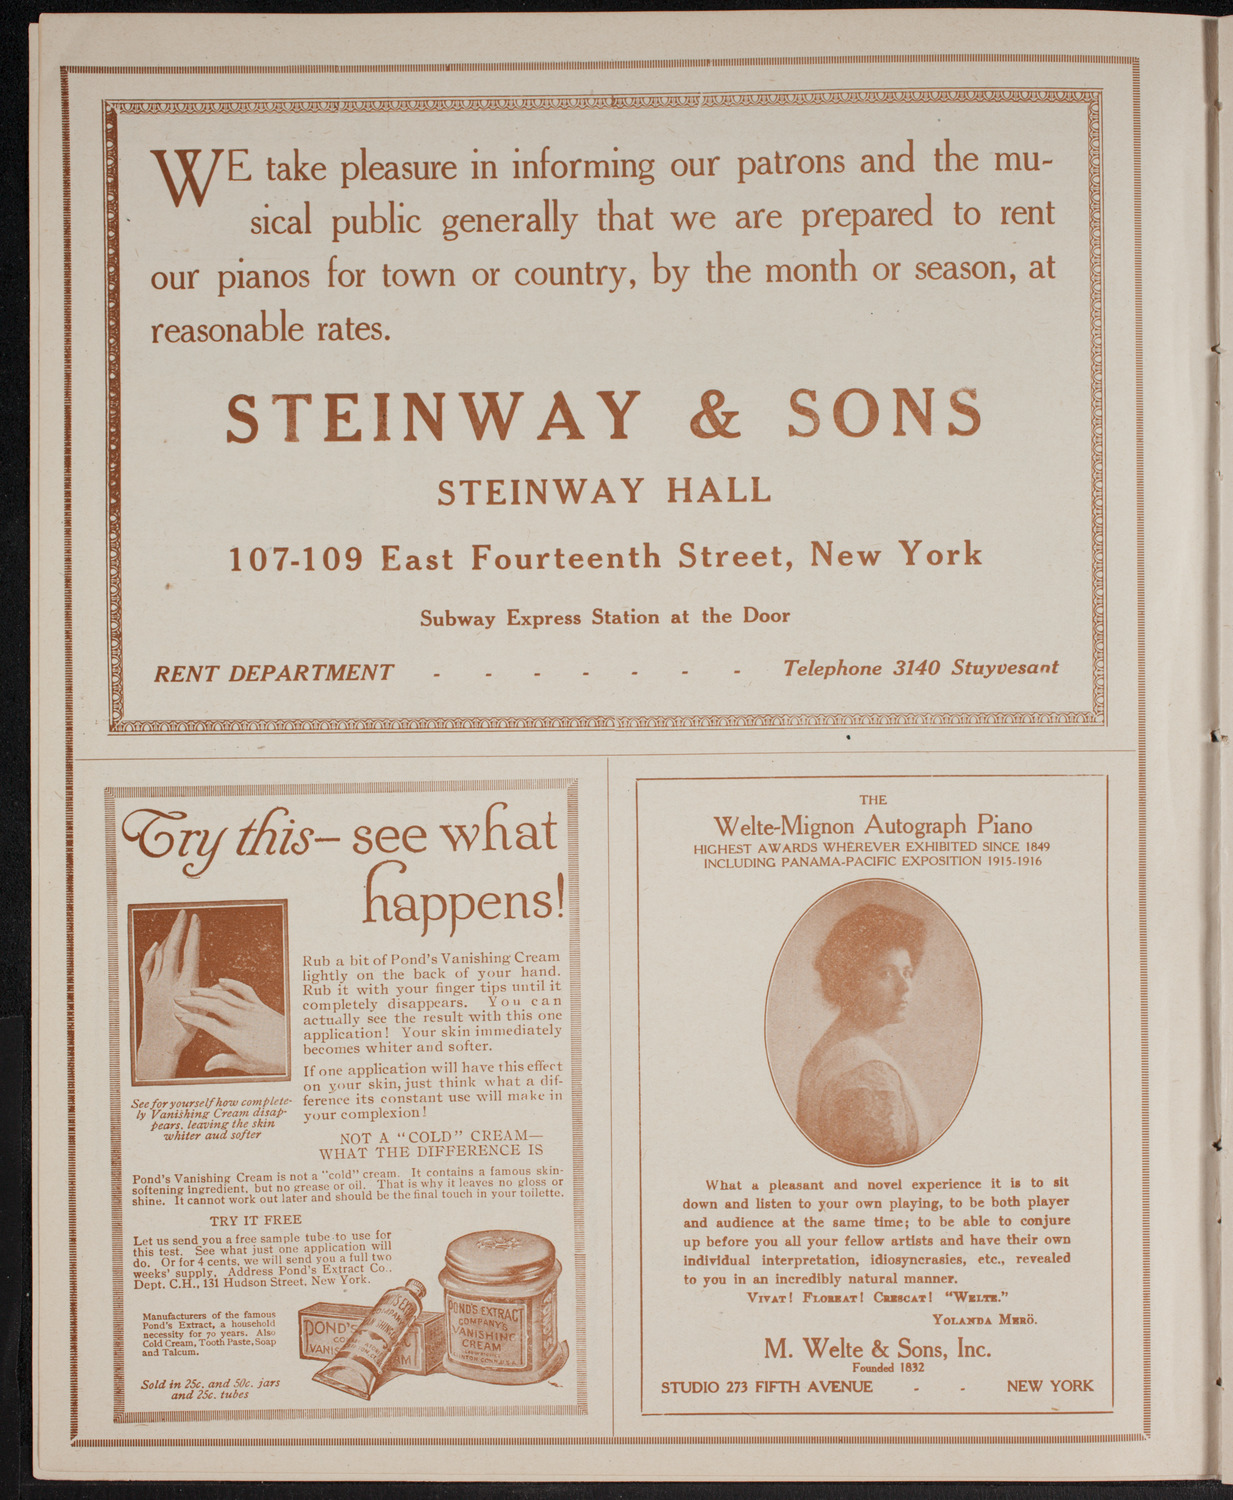 WE take pleasure in informing our patrons and the mu-
sical public generally that we are prepared to rent
our pianos for town or country, by the month or season, at
reasonable rates.
STEINWAY & SONS
STEINWAY HALL
107-109 East Fourteenth Street, New York
Subway Express Station at the Door
RENT DEPARTMENT - - - - - - - Telephone 3140 Stuyvesant
Try this– see what
happens!
Rub a bit of Pond's Vanishing Cream
lightly on the back of your hand.
Rub it with your finger tips until it
completely disappears. You can
actually see the result with this one
application! Your skin immediately
becomes whiter and softer.
If one application will have this effect
on your skin, just think what a dif-
ference its constant use will make in
your complexion!
See for yourself how complete-
ly Vanishing Cream disap-
pears, leaving the skin
whiter and softer
NOT A "COLD" CREAM—
WHAT THE DIFFERENCE IS
Pond's Vanishing Cream is not a "cold" cream. It contains a famous skin-
softening ingredient, but no grease or oil. That is why it leaves no gloss or
shine. It cannot work out later and should be the final touch in your toilette.
TRY IT FREE
Let us send you a free sample tube to use for
this test. See what just one application will
do. Or for 4 cents, we will send you a full two
weeks' supply. Address Pond's Extract Co.,
Dept. C.H., 131 Hudson Street, New York.
Manufacturers of the famous
Pond's Extract, a household
necessity for 70 years. Also
Cold Cream, Tooth Paste, Soap
and Talcum.
Sold in 25c. and 50c. jars
and 25c. tubes
POND'S
VANIS
POND'S EXTRACT
COMPANY'S
VANISHING
CREAM
THE
Welte-Mignon Autograph Piano
HIGHEST AWARDS WHEREVER EXHIBITED SINCE 1849
INCLUDING PANAMA-PACIFIC EXPOSITION 1915-1916
What a pleasant and novel experience it is to sit
down and listen to your own playing, to be both player
and audience at the same time; to be able to conjure
up before you all your fellow artists and have their own
individual interpretation, idiosyncrasies, etc., revealed
to you in an incredibly natural manner.
VIVAT! FLOREAT! CRESCAT! "WELTE."
YOLANDA MERÖ.
M. Welte & Sons, Inc.
Founded 1832
STUDIO 273 FIFTH AVENUE - - NEW YORK